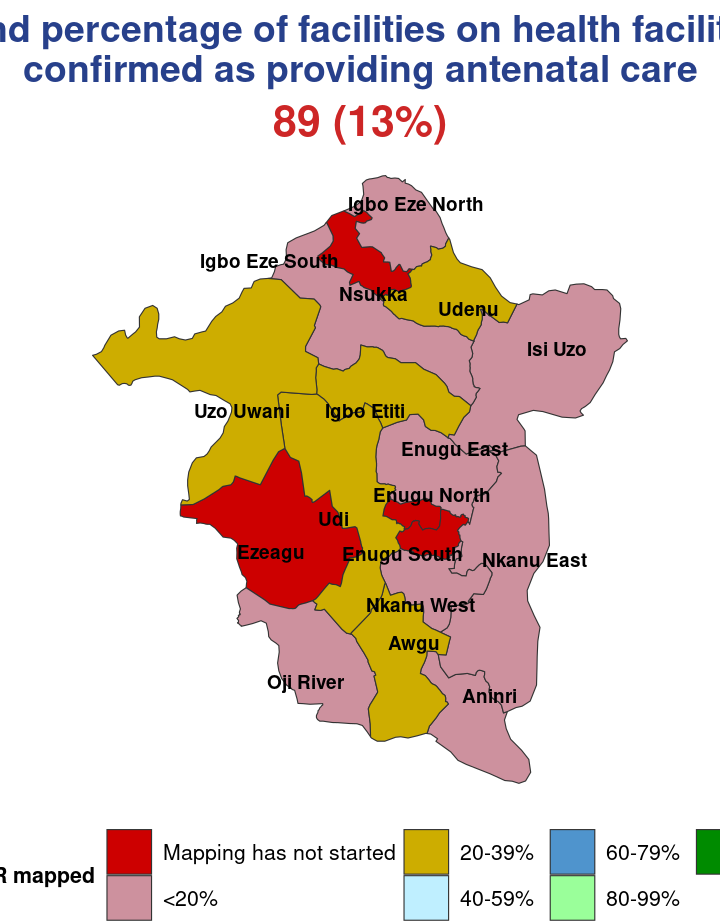 percentage of facilities on health
confirmed as providing antenatal care
89 (13%)
Igbo Eze North
Igbo Eze South
Nsukka
Udenu
Isi Uzo
Uzo Uwani
Igbo Etiti
Enugu East
Enugu North
Udi
Ezeagu
Enugu South
Nkanu East
Nkanu West
Awgu
Oji River
Aninri
R mapped
Mapping has not started
<20%
20-39%
40-59%
60-79%
80-99%